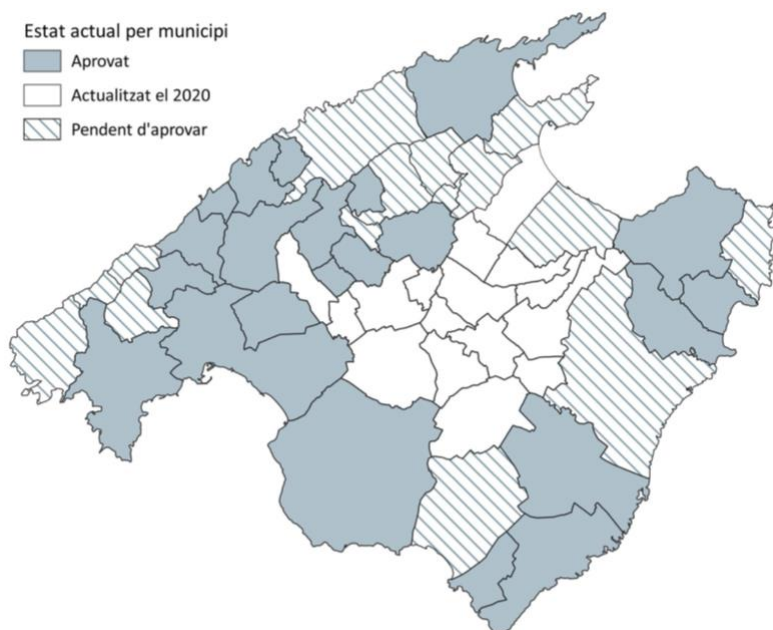 Estat actual per municipi
Aprovat
Actualitzat el 2020
Pendent d'aprovar